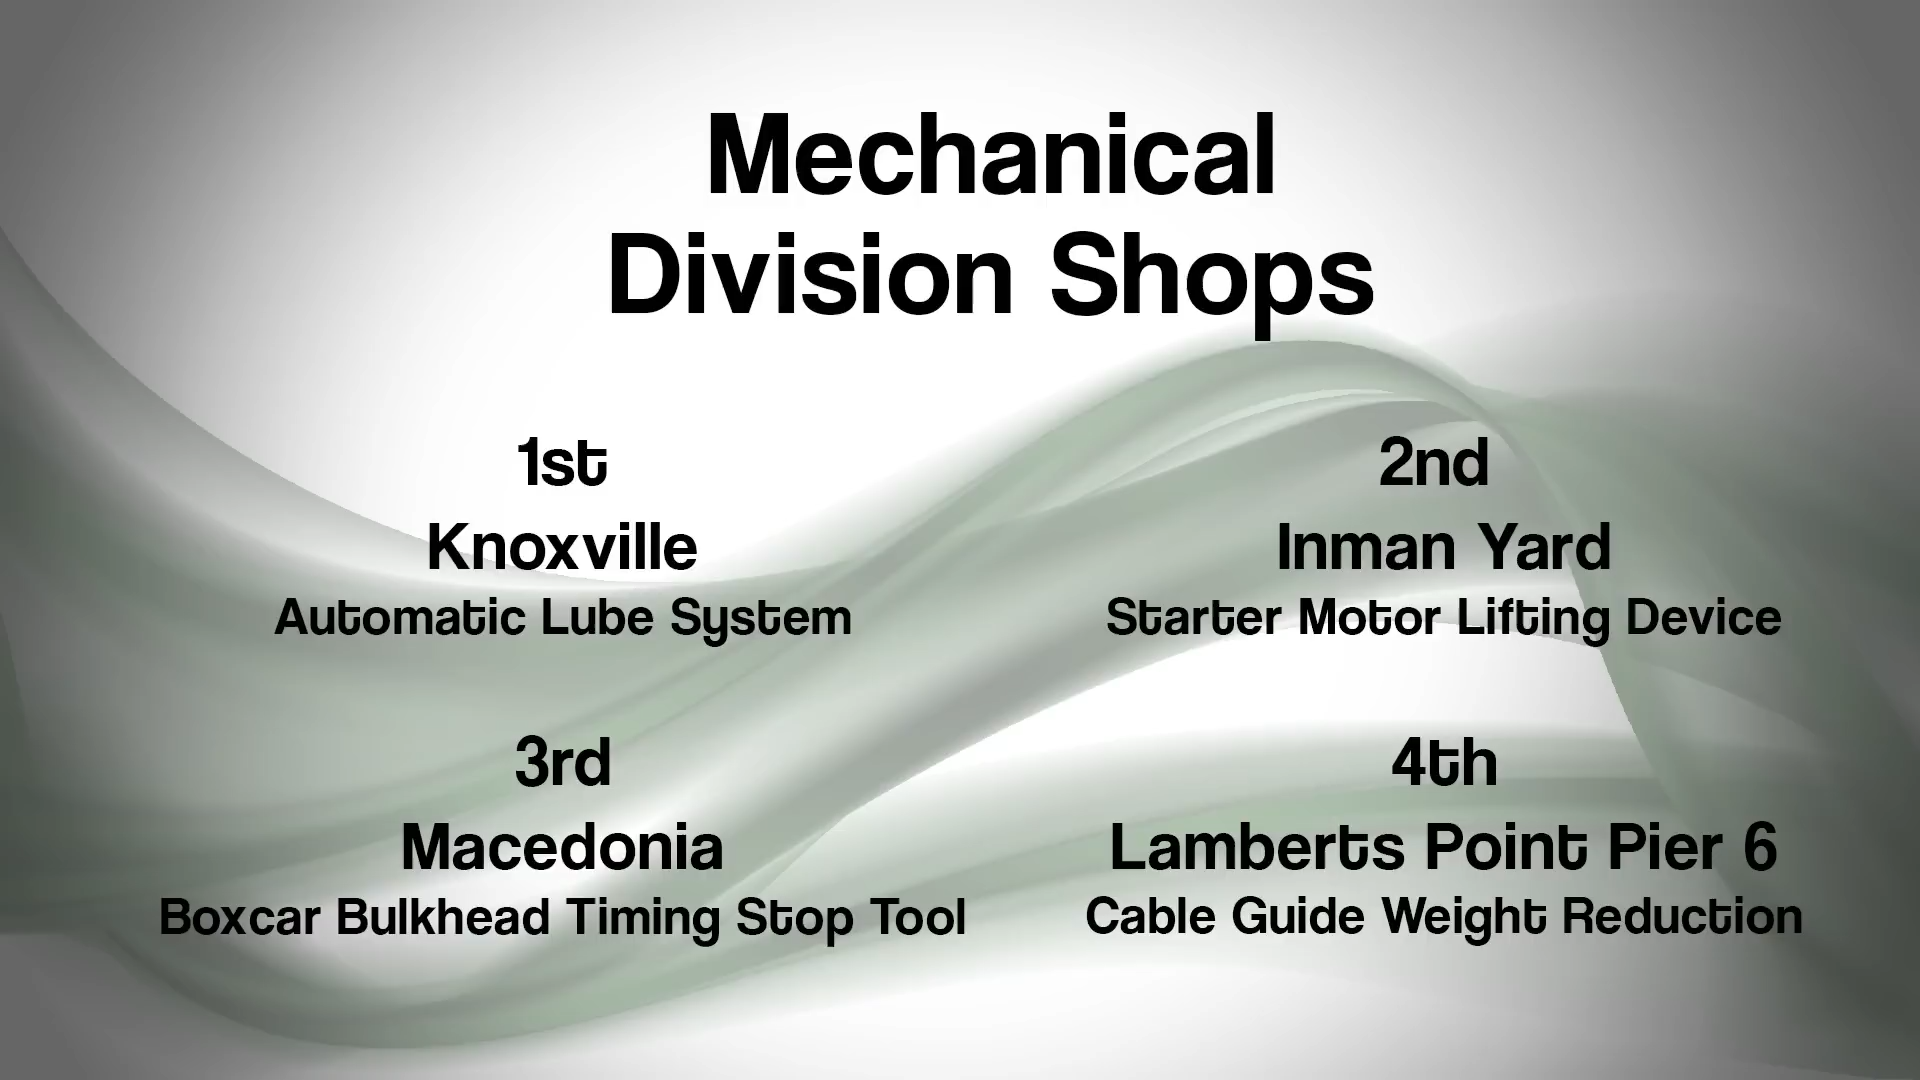 Mechanical
Division Shops
1st
Knoxville
Automatic Lube System
2nd
Inman Yard
Starter Motor Lifting Device
3rd
Macedonia
Boxcar Bulkhead Timing Stop Tool
4th
Lamberts Point Pier 6
Cable Guide Weight Reduction